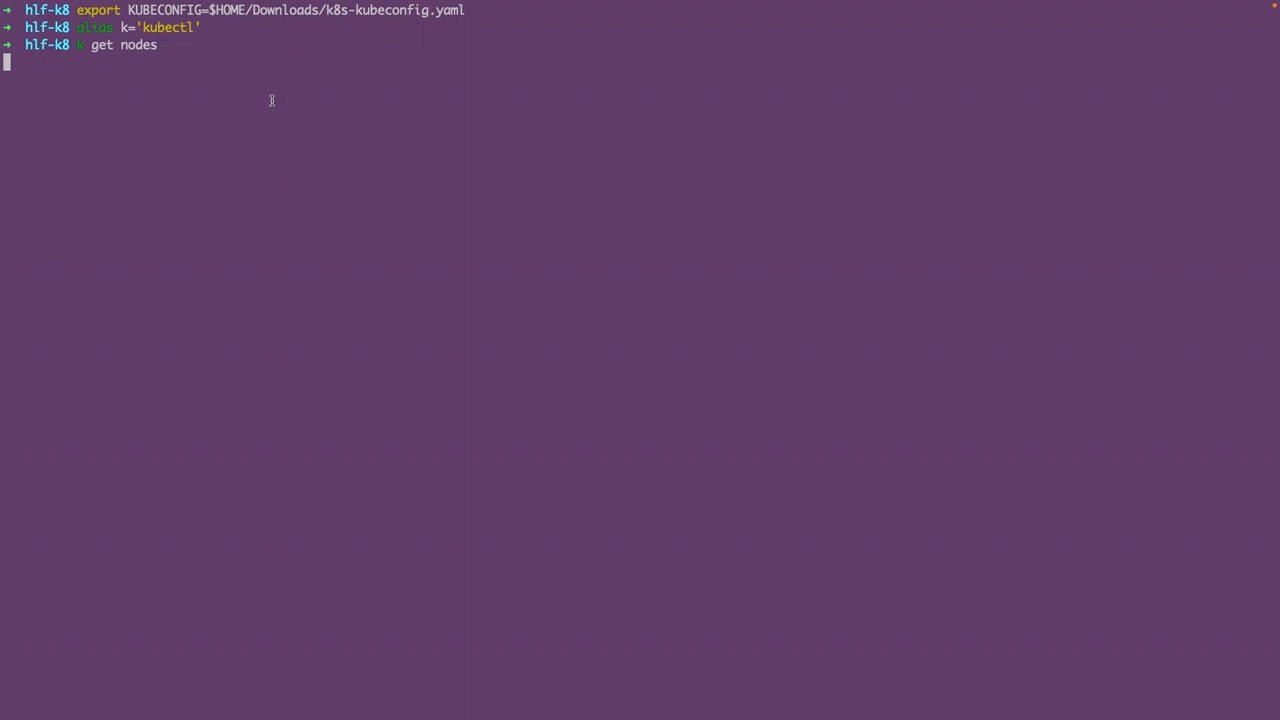 ➜  hlf-k8 export KUBECONFIG=$HOME/Downloads/k8s-kubeconfig.yaml
➜  hlf-k8 alias k='kubectl'
➜  hlf-k8 k get nodes